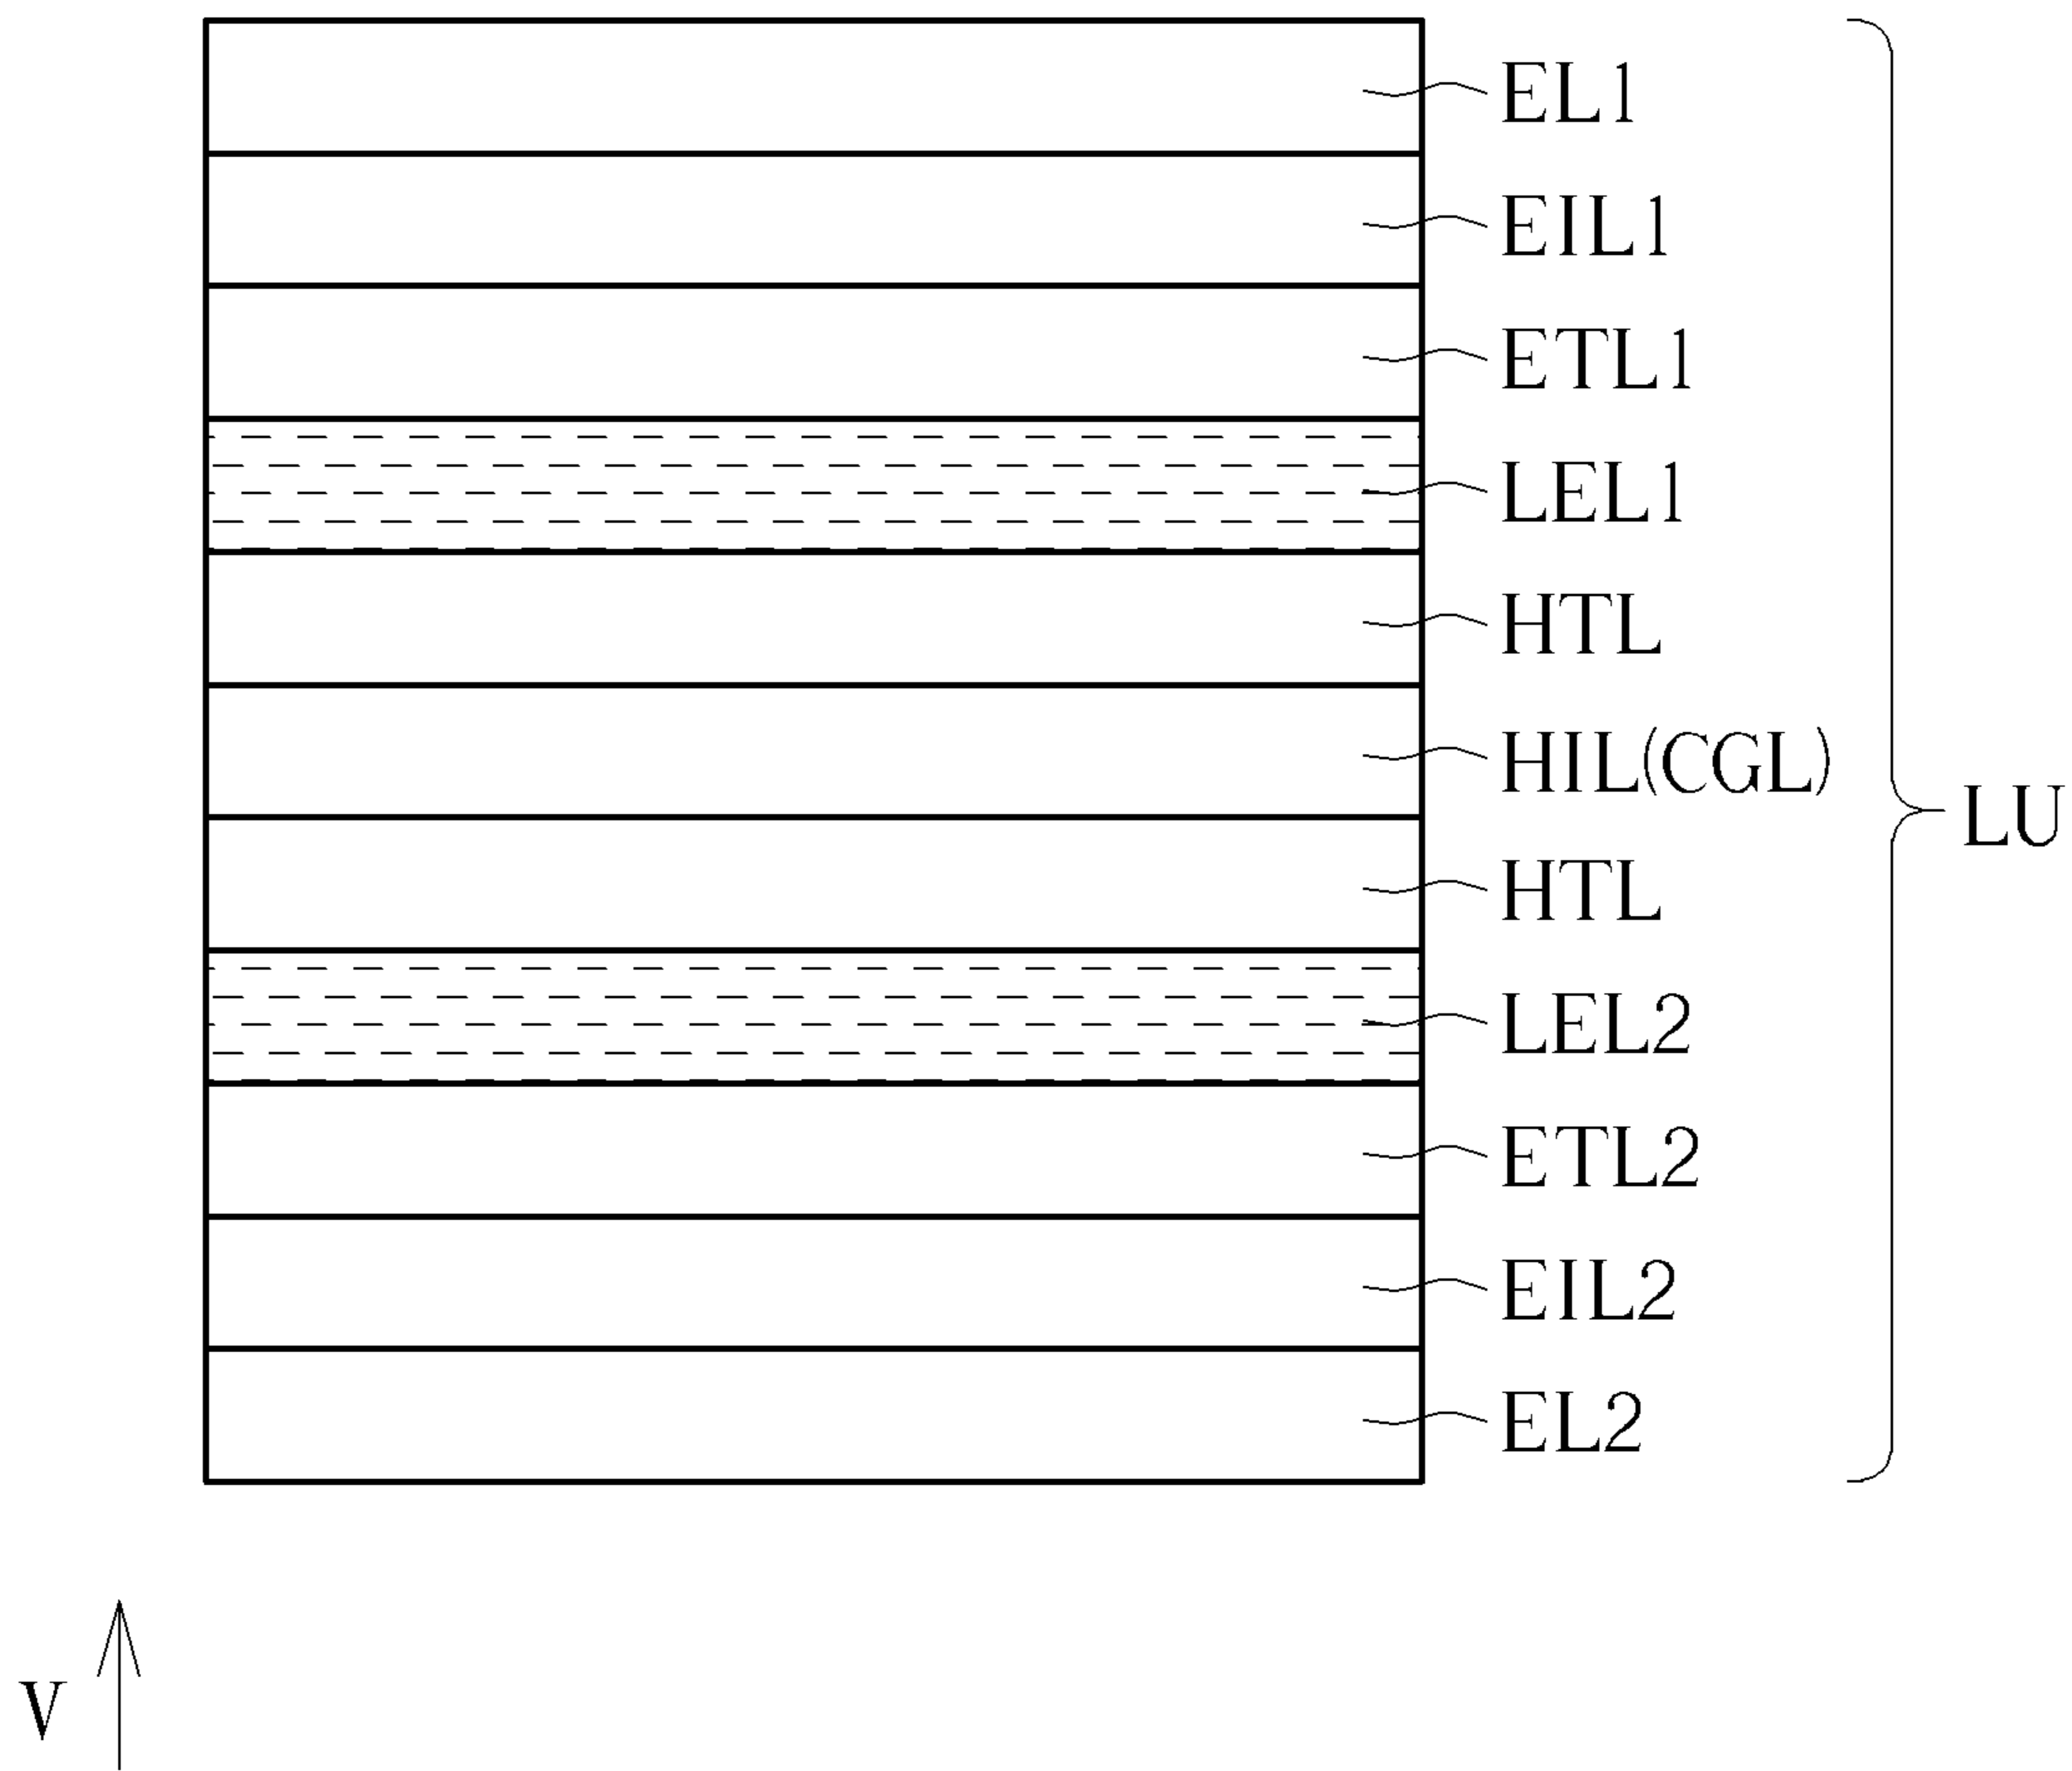 EL1
EIL1
ETL1
LEL1
HTL
HIL(CGL)
LU
HTL
LEL2
ETL2
EIL2
EL2
V